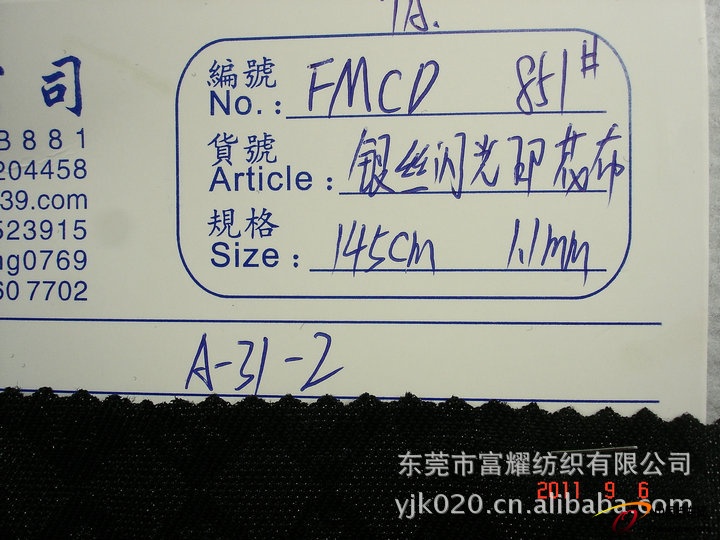 1A.
司
B881
204458
39.com
523915
ng0769
607702
編號
No.: FMCD 851#
貨號
Article: 银丝闪光印花布
規格
Size: 145cm 1.1mm
A-31-2
东莞市富耀纺织有限公司
2011 9 6
yjk020.cn.alibaba.com